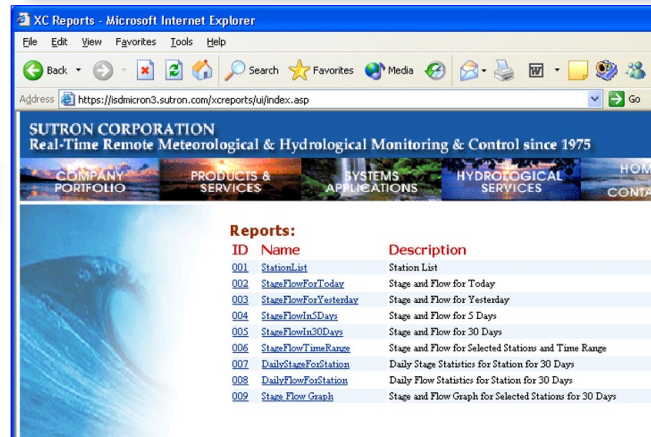 XC Reports - Microsoft Internet Explorer
File Edit View Favorites Tools Help
Back Search Favorites Media
Address https://isdmicron3.sutron.com/xcreports/ui/index.asp Go
SUTRON CORPORATION
Real-Time Remote Meteorological & Hydrological Monitoring & Control since 1975
COMPANY PORTFOLIO PRODUCTS & SERVICES SYSTEMS APPLICATIONS HYDROLOGICAL SERVICES
Reports:
ID Name Description
001 StationList Station List
002 StageFlowForToday Stage and Flow for Today
003 StageFlowForYesterday Stage and Flow for Yesterday
004 StageFlowIn5Days Stage and Flow for 5 Days
005 StageFlowIn30Days Stage and Flow for 30 Days
006 StageFlowTimeRange Stage and Flow for Selected Stations and Time Range
007 DailyStageForStation Daily Stage Statistics for Station for 30 Days
008 DailyFlowForStation Daily Flow Statistics for Station for 30 Days
009 Stage Flow Graph Stage and Flow Graph for Selected Stations for 30 Days